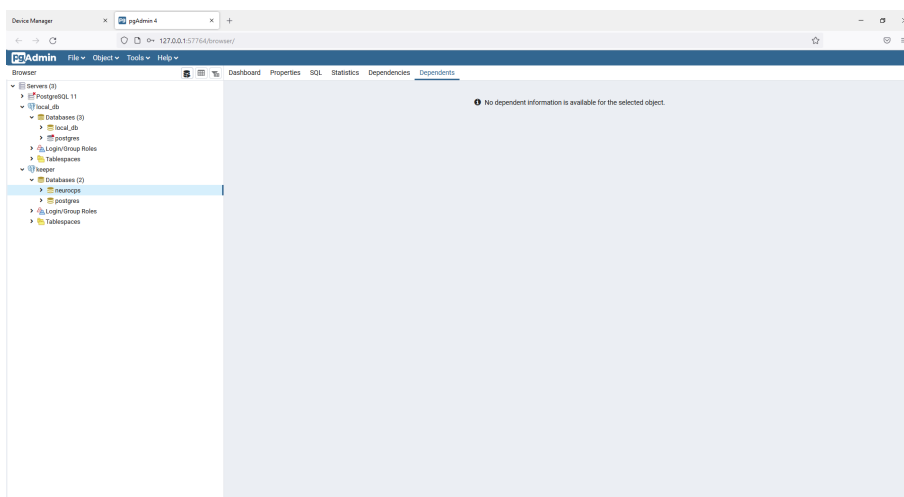 Device Manager
pgAdmin 4
127.0.0.1:57764/browser/
pgAdmin File Object Tools Help
Browser
Dashboard Properties SQL Statistics Dependencies Dependents
Servers (3)
PostgreSQL 11
local_db
Databases (3)
local_db
postgres
Login/Group Roles
Tablespaces
keeper
Databases (2)
neurocps
postgres
Login/Group Roles
Tablespaces
No dependent information is available for the selected object.